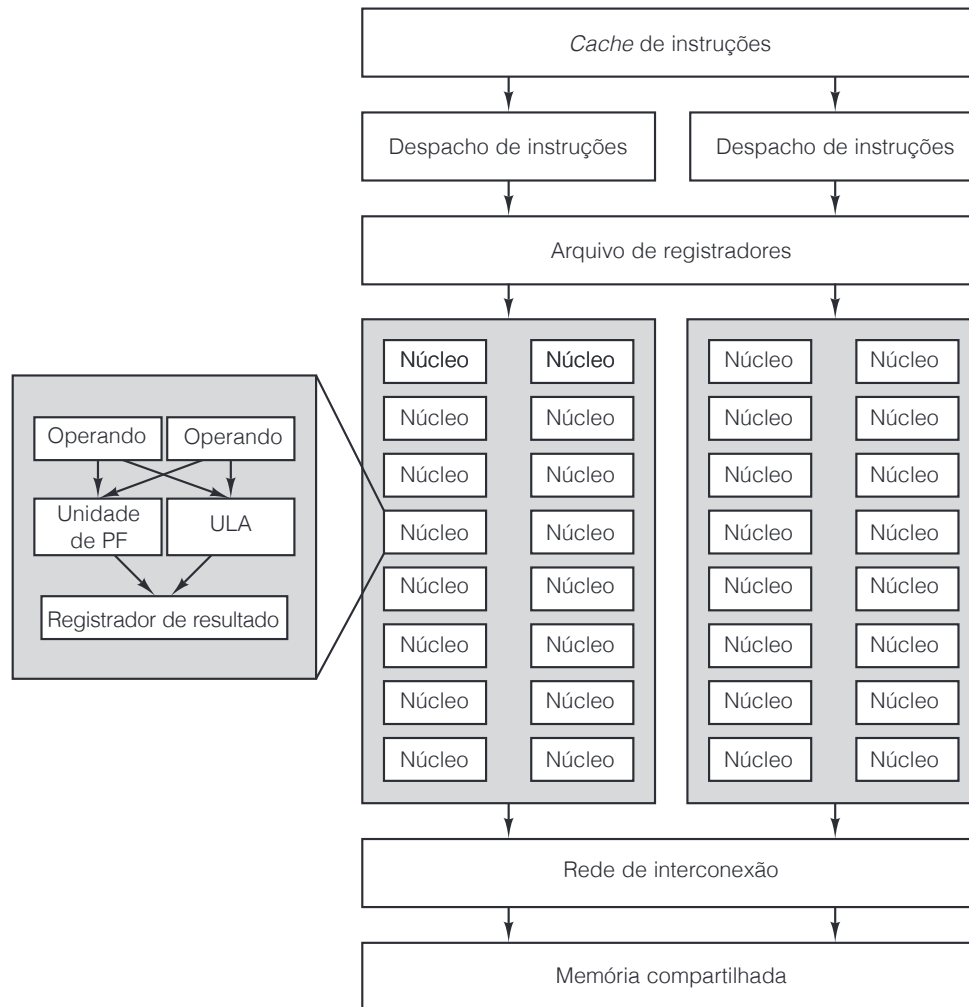 Cache de instruções
Despacho de instruções Despacho de instruções
Arquivo de registradores
Núcleo Núcleo Núcleo Núcleo
Núcleo Núcleo Núcleo Núcleo
Núcleo Núcleo Núcleo Núcleo
Núcleo Núcleo Núcleo Núcleo
Núcleo Núcleo Núcleo Núcleo
Núcleo Núcleo Núcleo Núcleo
Núcleo Núcleo Núcleo Núcleo
Núcleo Núcleo Núcleo Núcleo
Operando Operando
Unidade
de PF
ULA
Registrador de resultado
Rede de interconexão
Memória compartilhada